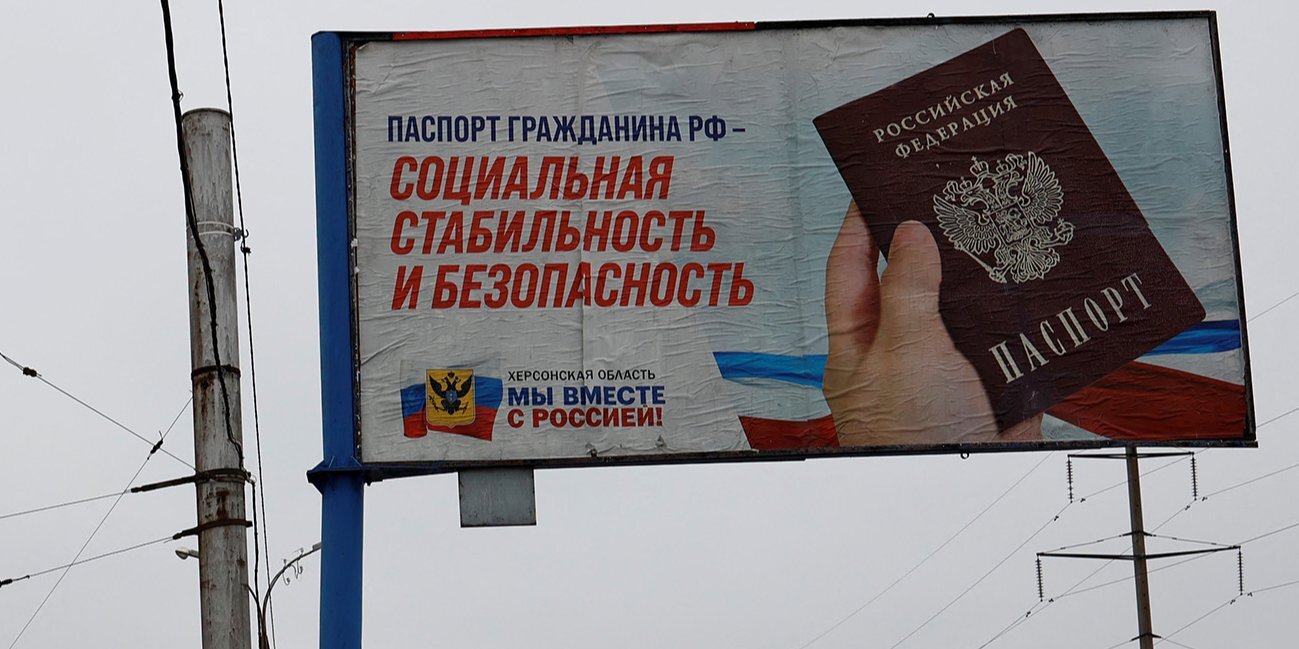 ПАСПОРТ ГРАЖДАНИНА РФ –
СОЦИАЛЬНАЯ
СТАБИЛЬНОСТЬ
И БЕЗОПАСНОСТЬ
ХЕРСОНСКАЯ ОБЛАСТЬ
МЫ ВМЕСТЕ
С РОССИЕЙ!
РОССИЙСКАЯ
ФЕДЕРАЦИЯ
ПАСПОРТ